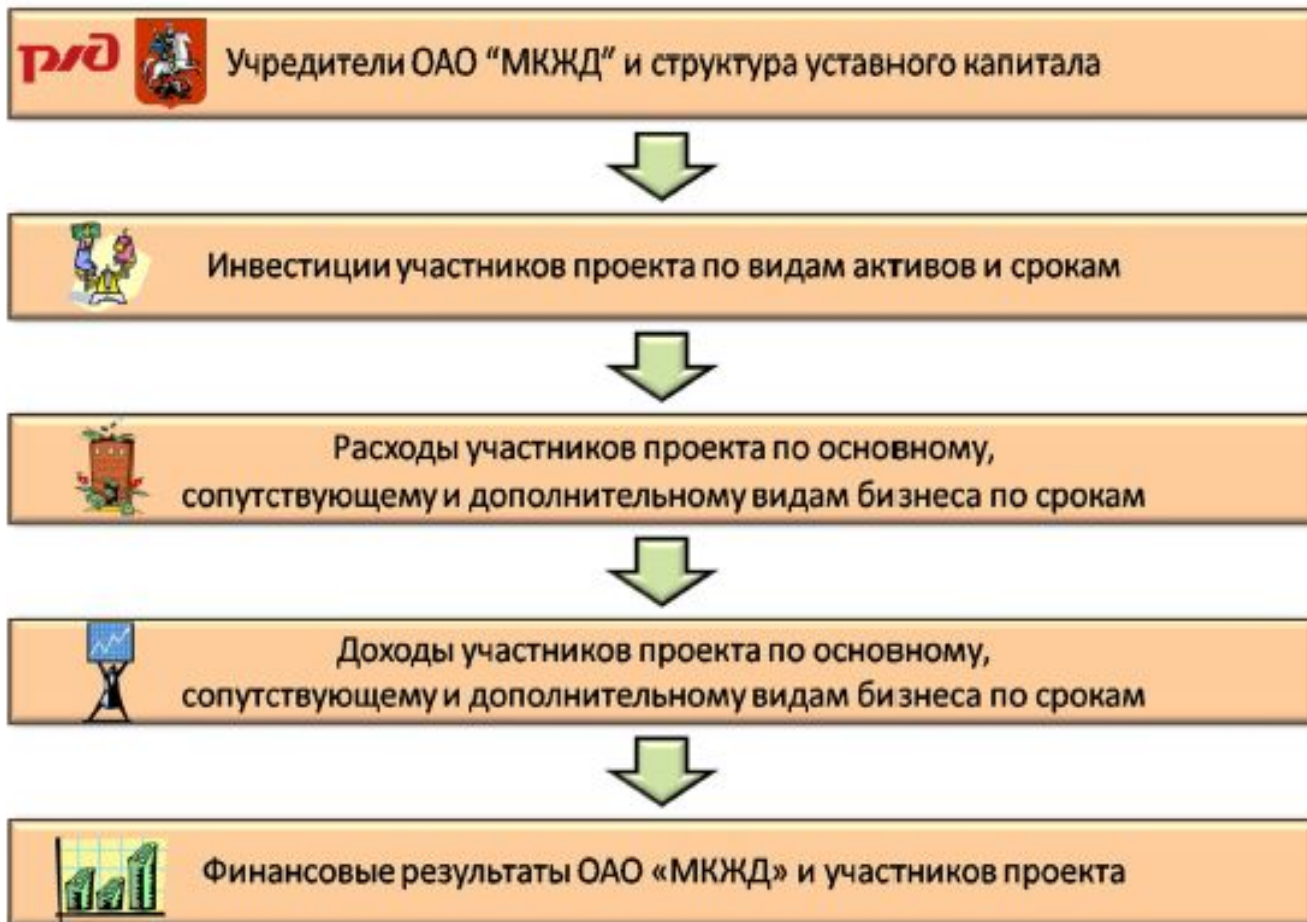 РЖД
Учредители ОАО "МКЖД" и структура уставного капитала
Инвестиции участников проекта по видам активов и срокам
Расходы участников проекта по основному,
сопутствующему и дополнительному видам бизнеса по срокам
Доходы участников проекта по основному,
сопутствующему и дополнительному видам бизнеса по срокам
Финансовые результаты ОАО «МКЖД» и участников проекта